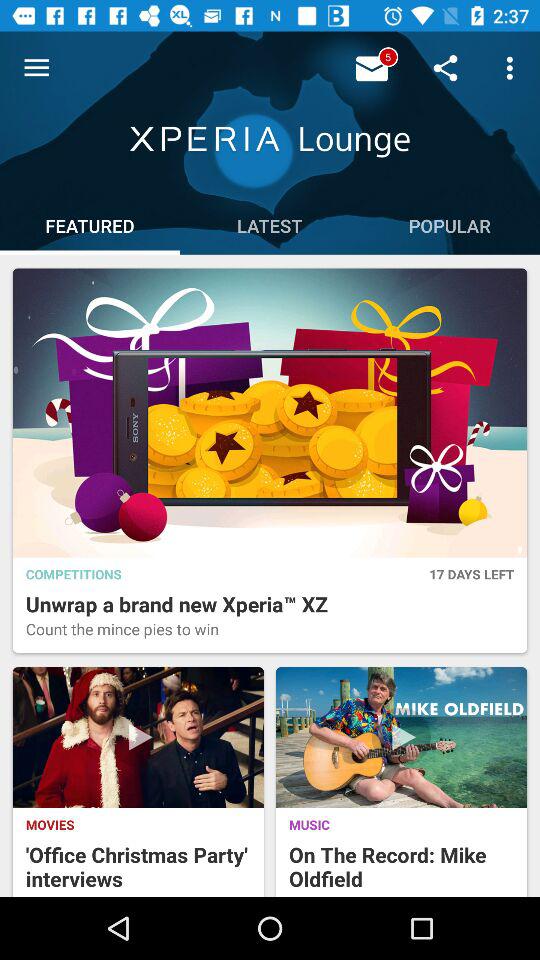 XL N B 2:37
5
XPERIA Lounge
FEATURED LATEST POPULAR
SONY
COMPETITIONS 17 DAYS LEFT
Unwrap a brand new Xperia™ XZ
Count the mince pies to win
MIKE OLDFIELD
MOVIES
'Office Christmas Party'
interviews
MUSIC
On The Record: Mike
Oldfield